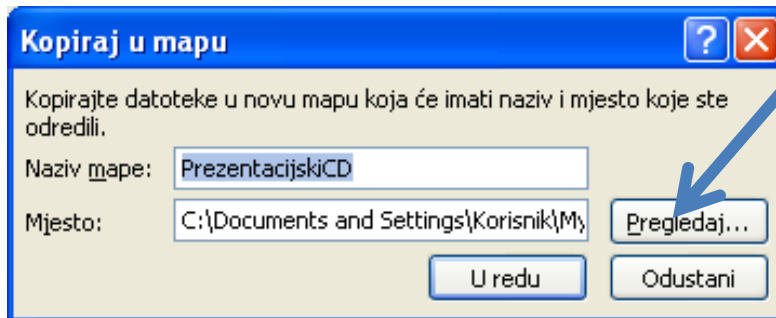 Kopiraj u mapu
Kopirajte datoteke u novu mapu koja će imati naziv i mjesto koje ste
odredili.
Naziv mape: PrezentacijskiCD
Mjesto: C:\Documents and Settings\Korisnik\My Pregledaj...
U redu Odustani